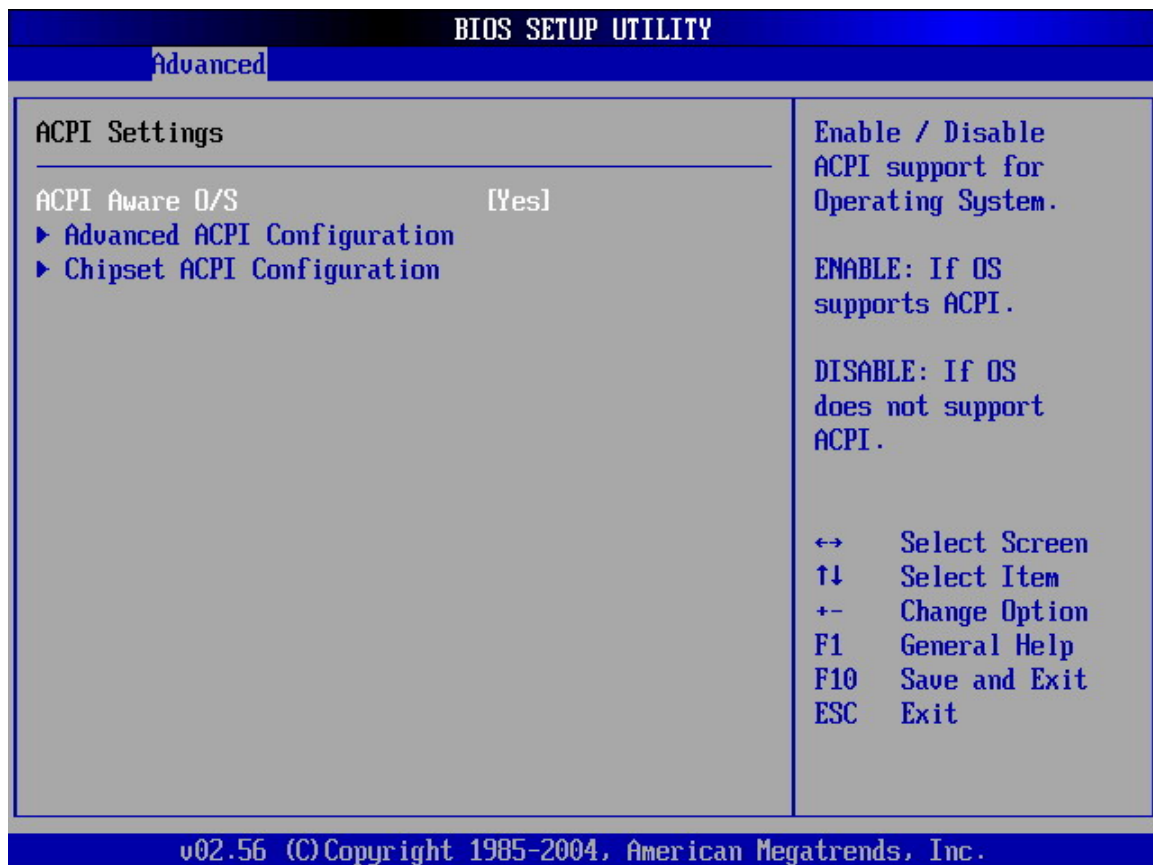 BIOS SETUP UTILITY
Advanced
ACPI Settings
ACPI Aware O/S [Yes]
▶ Advanced ACPI Configuration
▶ Chipset ACPI Configuration
Enable / Disable
ACPI support for
Operating System.
ENABLE: If OS
supports ACPI.
DISABLE: If OS
does not support
ACPI.
←→ Select Screen
↑↓ Select Item
+- Change Option
F1 General Help
F10 Save and Exit
ESC Exit
v02.56 (C)Copyright 1985-2004, American Megatrends, Inc.